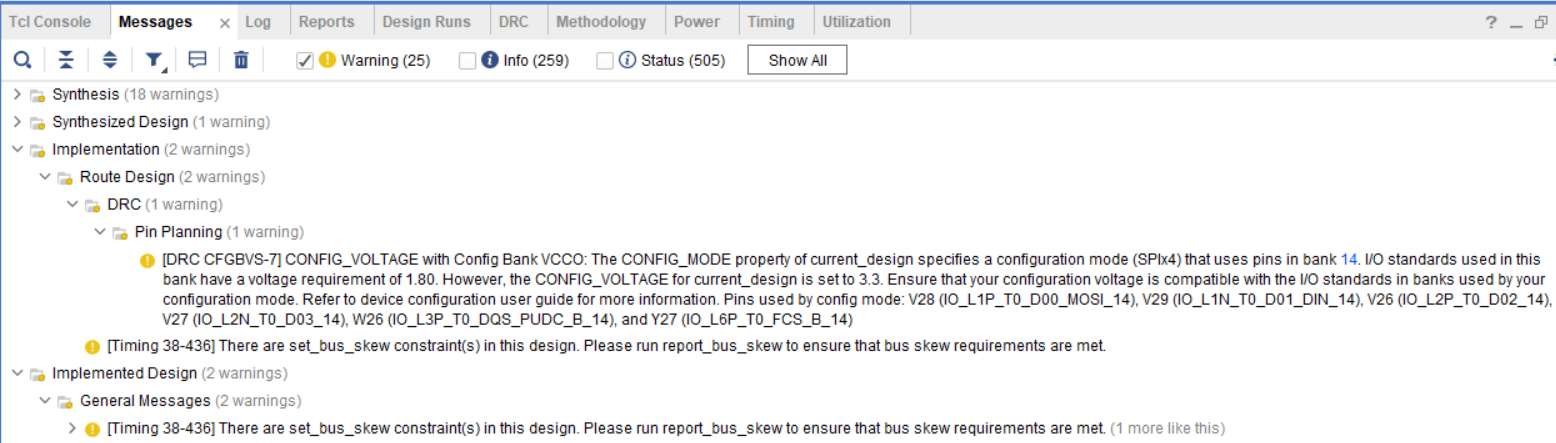 Tcl Console Messages × Log Reports Design Runs DRC Methodology Power Timing Utilization ? _
Warning (25) Info (259) Status (505) Show All
Synthesis (18 warnings)
Synthesized Design (1 warning)
Implementation (2 warnings)
Route Design (2 warnings)
DRC (1 warning)
Pin Planning (1 warning)
[DRC CFGBVS-7] CONFIG_VOLTAGE with Config Bank VCCO: The CONFIG_MODE property of current_design specifies a configuration mode (SPIx4) that uses pins in bank 14. I/O standards used in this
bank have a voltage requirement of 1.80. However, the CONFIG_VOLTAGE for current_design is set to 3.3. Ensure that your configuration voltage is compatible with the I/O standards in banks used by your
configuration mode. Refer to device configuration user guide for more information. Pins used by config mode: V28 (IO_L1P_T0_D00_MOSI_14), V29 (IO_L1N_T0_D01_DIN_14), V26 (IO_L2P_T0_D02_14),
V27 (IO_L2N_T0_D03_14), W26 (IO_L3P_T0_DQS_PUDC_B_14), and Y27 (IO_L6P_T0_FCS_B_14)
[Timing 38-436] There are set_bus_skew constraint(s) in this design. Please run report_bus_skew to ensure that bus skew requirements are met.
Implemented Design (2 warnings)
General Messages (2 warnings)
[Timing 38-436] There are set_bus_skew constraint(s) in this design. Please run report_bus_skew to ensure that bus skew requirements are met. (1 more like this)